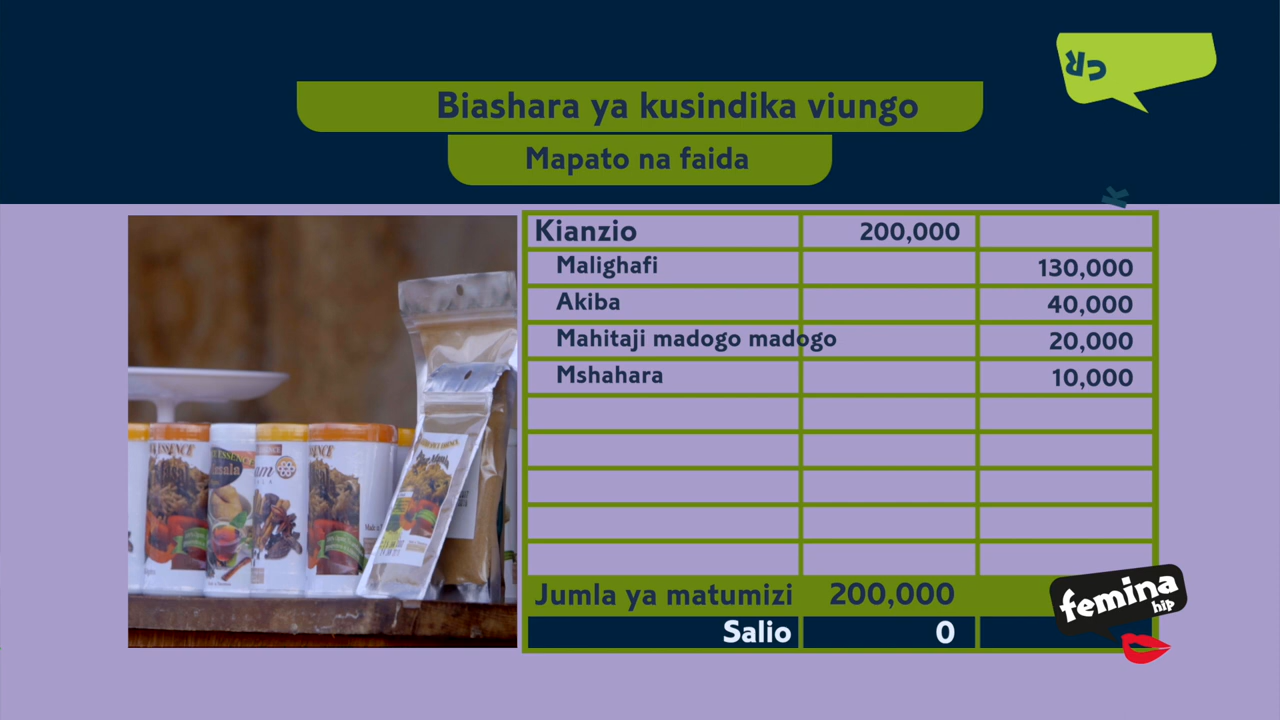 CR
Biashara ya kusindika viungo
Mapato na faida
K
Kianzio 200,000
Malighafi 130,000
Akiba 40,000
Mahitaji madogo madogo 20,000
Mshahara 10,000
Jumla ya matumizi 200,000
Salio 0
femina
hip